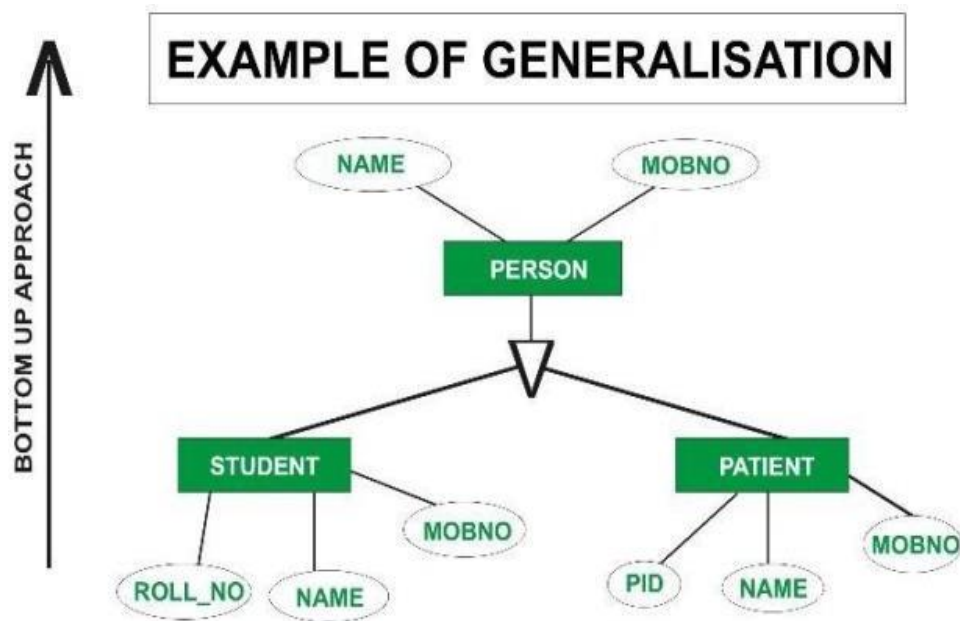 EXAMPLE OF GENERALISATION
BOTTOM UP APPROACH
NAME
MOBNO
PERSON
STUDENT
PATIENT
MOBNO
MOBNO
ROLL_NO
NAME
PID
NAME